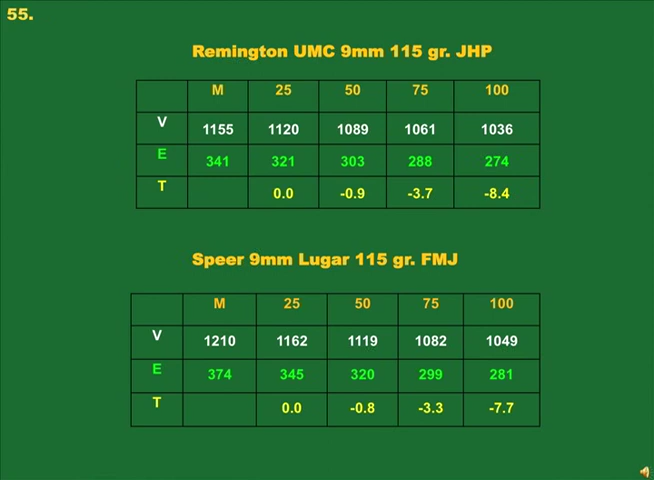 55.
Remington UMC 9mm 115 gr. JHP
M 25 50 75 100
V 1155 1120 1089 1061 1036
E 341 321 303 288 274
T 0.0 -0.9 -3.7 -8.4
Speer 9mm Lugar 115 gr. FMJ
M 25 50 75 100
V 1210 1162 1119 1082 1049
E 374 345 320 299 281
T 0.0 -0.8 -3.3 -7.7